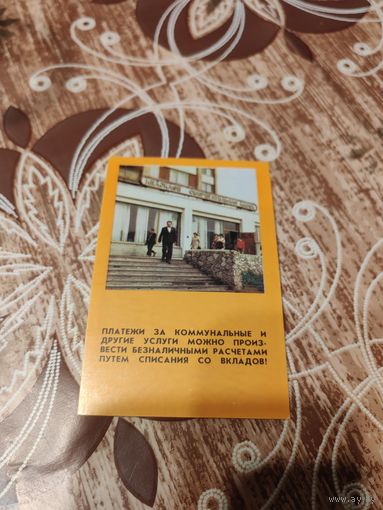 ПЛАТЕЖИ ЗА КОММУНАЛЬНЫЕ И
ДРУГИЕ УСЛУГИ МОЖНО ПРОИЗ-
ВЕСТИ БЕЗНАЛИЧНЫМИ РАСЧЕТАМИ
ПУТЕМ СПИСАНИЯ СО ВКЛАДОВ!